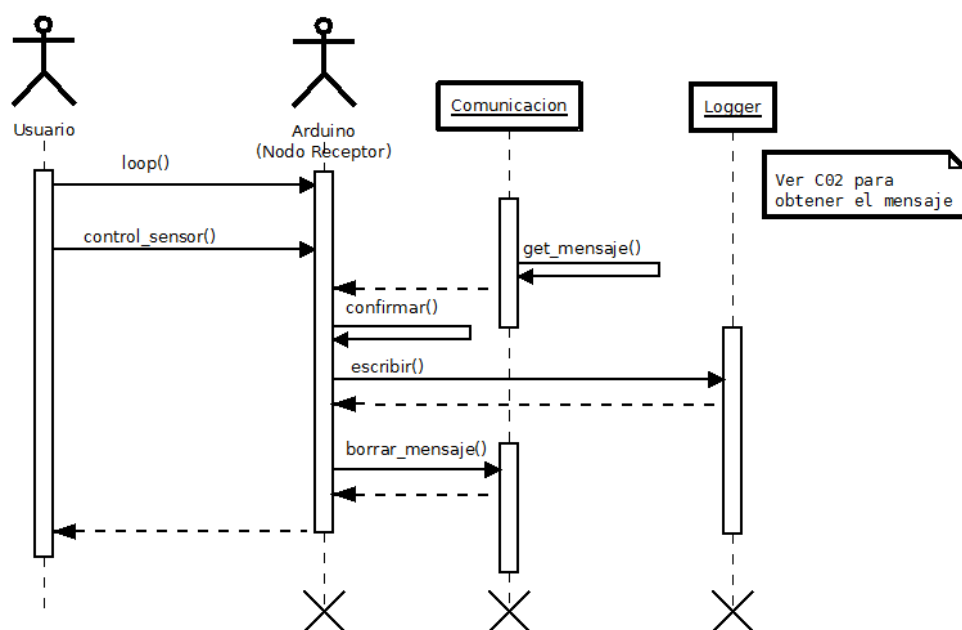 Usuario
Arduino
(Nodo Receptor)
Comunicacion
Logger
Ver C02 para
obtener el mensaje
loop()
control_sensor()
get_mensaje()
confirmar()
escribir()
borrar_mensaje()